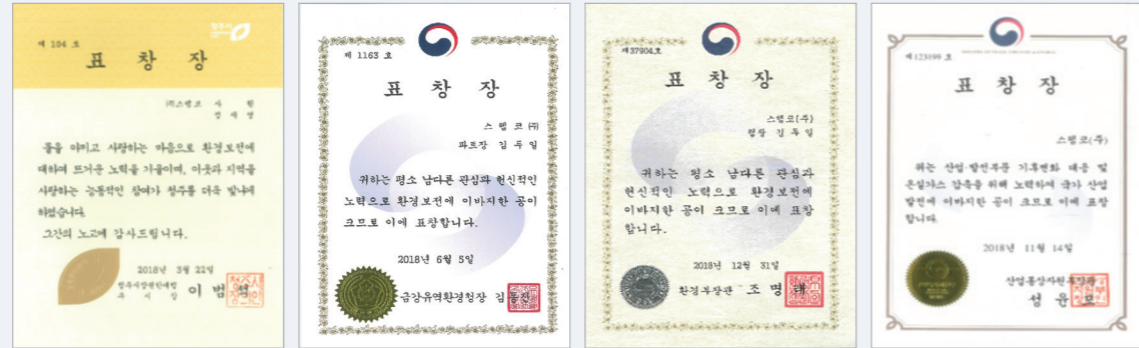 청주시
제 104 호
표 창 장
(주)스템코 사 원
물을 아끼고 사랑하는 마음으로 환경보전에
대하여 뜨거운 노력을 기울이며, 이웃과 지역을
사랑하는 능동적인 참여가 청주를 더욱 빛나게
하였습니다.
그간의 노고에 감사드립니다.
2018년 3월 22일
청주시장권한대행
부 시 장 이 범 석
제 1163 호
표 창 장
스 템 코 ㈜
파트장 김 두 일
귀하는 평소 남다른 관심과 헌신적인
노력으로 환경보전에 이바지한 공이
크므로 이에 표창합니다.
2018년 6월 5일
금강유역환경청장 김 동 진
제37904호
표 창 장
스템코(주)
그룹장 김 두 일
귀하는 평소 남다른 관심과
헌신적인 노력으로 환경보전에
이바지한 공이 크므로 이에 표창
합니다.
2018년 12월 31일
환경부장관 조 명 래
제123199 호
표 창 장
스템코(주)
위는 산업·발전부문 기후변화 대응 및
온실가스 감축을 위해 노력하여 국가 산업
발전에 이바지한 공이 크므로 이에 표창
합니다.
2018년 11월 14일
산업통상자원부장관
성 윤 모